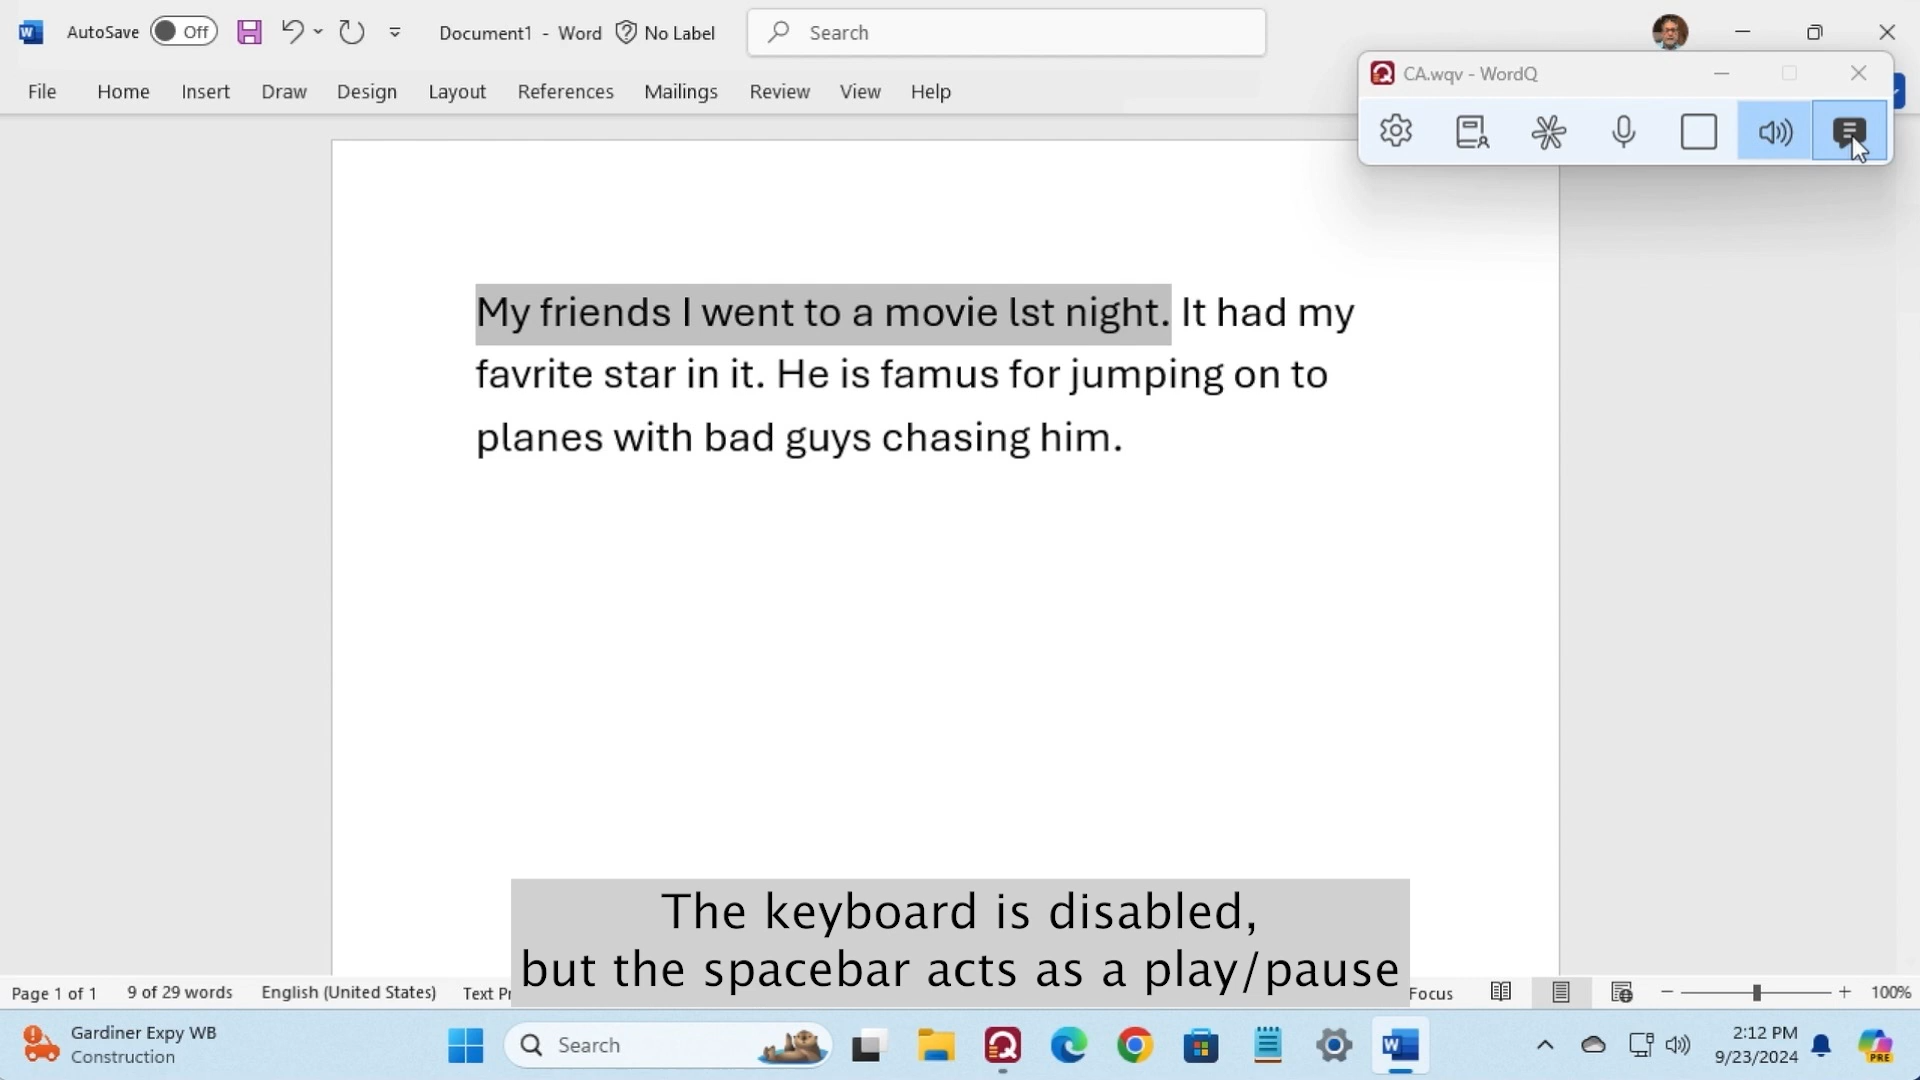 AutoSave Off Document1 - Word No Label Search
CA.wqv - WordQ
File Home Insert Draw Design Layout References Mailings Review View Help
My friends I went to a movie lst night. It had my
favrite star in it. He is famus for jumping on to
planes with bad guys chasing him.
The keyboard is disabled,
but the spacebar acts as a play/pause
Page 1 of 1 9 of 29 words English (United States) Text Focus 100%
Gardiner Expy WB
Construction
Search
2:12 PM
9/23/2024
PRE